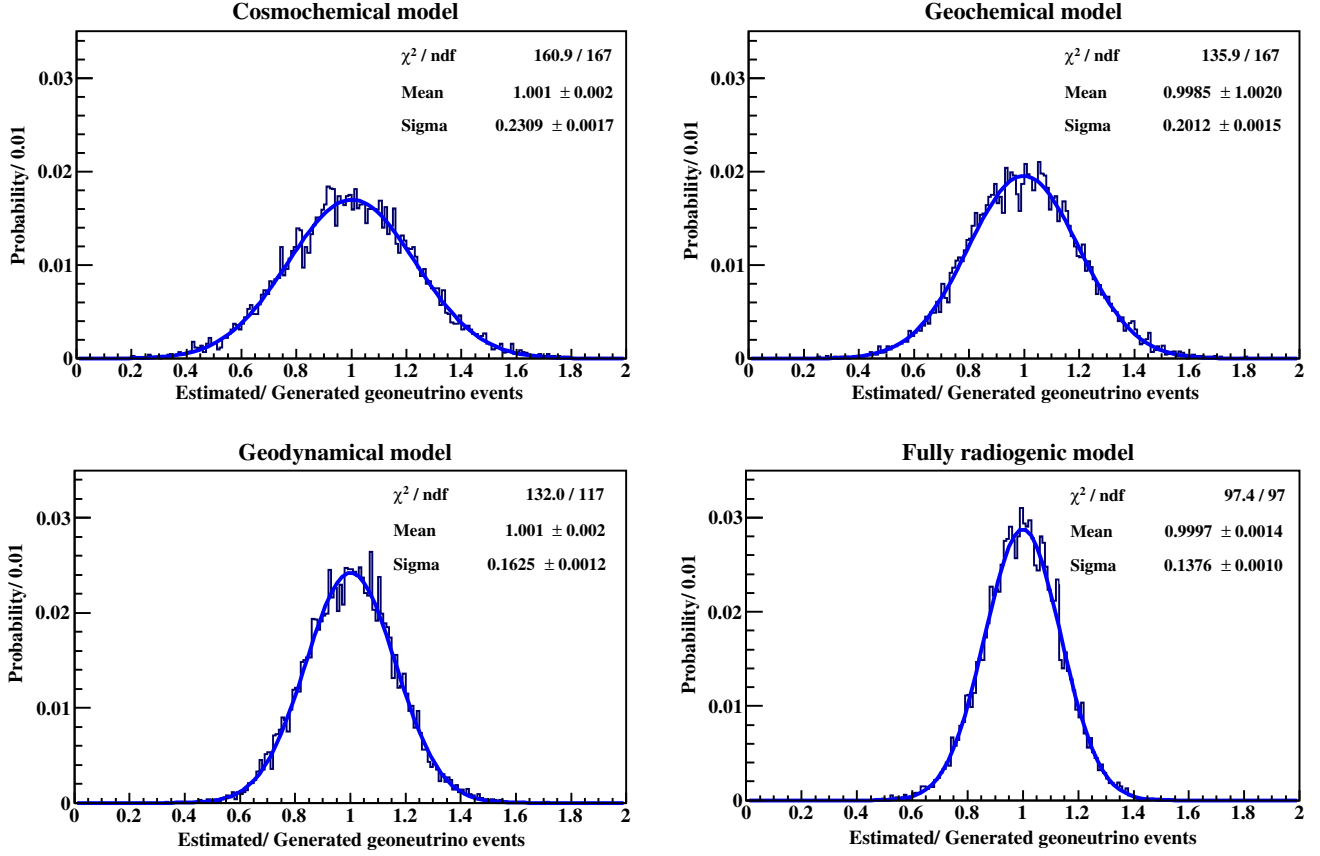 Cosmochemical model
χ² / ndf 160.9 / 167
Mean 1.001 ± 0.002
Sigma 0.2309 ± 0.0017
Probability/ 0.01
0.03
0.02
0.01
0
0 0.2 0.4 0.6 0.8 1 1.2 1.4 1.6 1.8 2
Estimated/ Generated geoneutrino events
Geochemical model
χ² / ndf 135.9 / 167
Mean 0.9985 ± 1.0020
Sigma 0.2012 ± 0.0015
Probability/ 0.01
0.03
0.02
0.01
0
0 0.2 0.4 0.6 0.8 1 1.2 1.4 1.6 1.8 2
Estimated/ Generated geoneutrino events
Geodynamical model
χ² / ndf 132.0 / 117
Mean 1.001 ± 0.002
Sigma 0.1625 ± 0.0012
Probability/ 0.01
0.03
0.02
0.01
0
0 0.2 0.4 0.6 0.8 1 1.2 1.4 1.6 1.8 2
Estimated/ Generated geoneutrino events
Fully radiogenic model
χ² / ndf 97.4 / 97
Mean 0.9997 ± 0.0014
Sigma 0.1376 ± 0.0010
Probability/ 0.01
0.03
0.02
0.01
0
0 0.2 0.4 0.6 0.8 1 1.2 1.4 1.6 1.8 2
Estimated/ Generated geoneutrino events